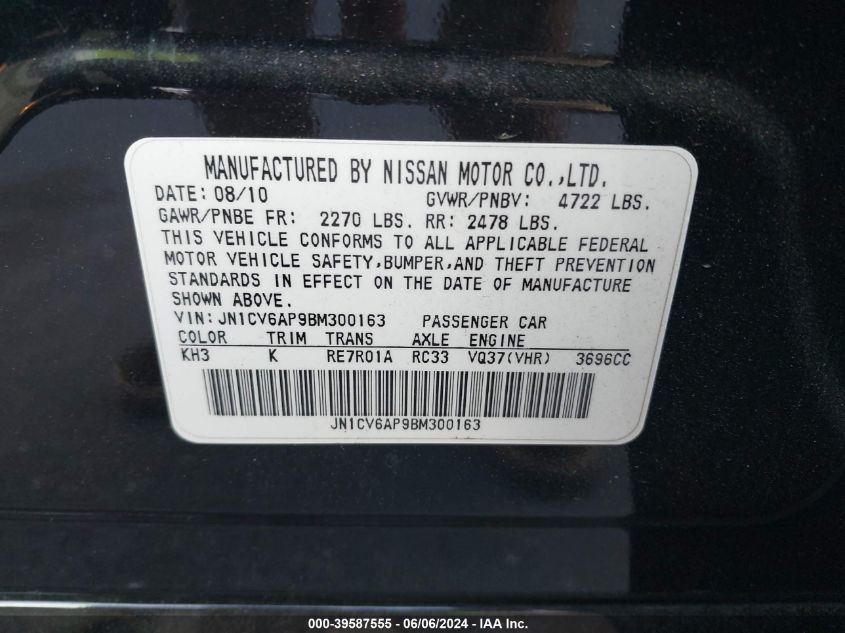 MANUFACTURED BY NISSAN MOTOR CO.,LTD.
DATE: 08/10 GVWR/PNBV: 4722 LBS.
GAWR/PNBE FR: 2270 LBS. RR: 2478 LBS.
THIS VEHICLE CONFORMS TO ALL APPLICABLE FEDERAL
MOTOR VEHICLE SAFETY,BUMPER,AND THEFT PREVENTION
STANDARDS IN EFFECT ON THE DATE OF MANUFACTURE
SHOWN ABOVE.
VIN: JN1CV6AP9BM300163 PASSENGER CAR
COLOR TRIM TRANS AXLE ENGINE
KH3 K RE7R01A RC33 VQ37(VHR) 3696CC
JN1CV6AP9BM300163
000-39587555 - 06/06/2024 - IAA Inc.